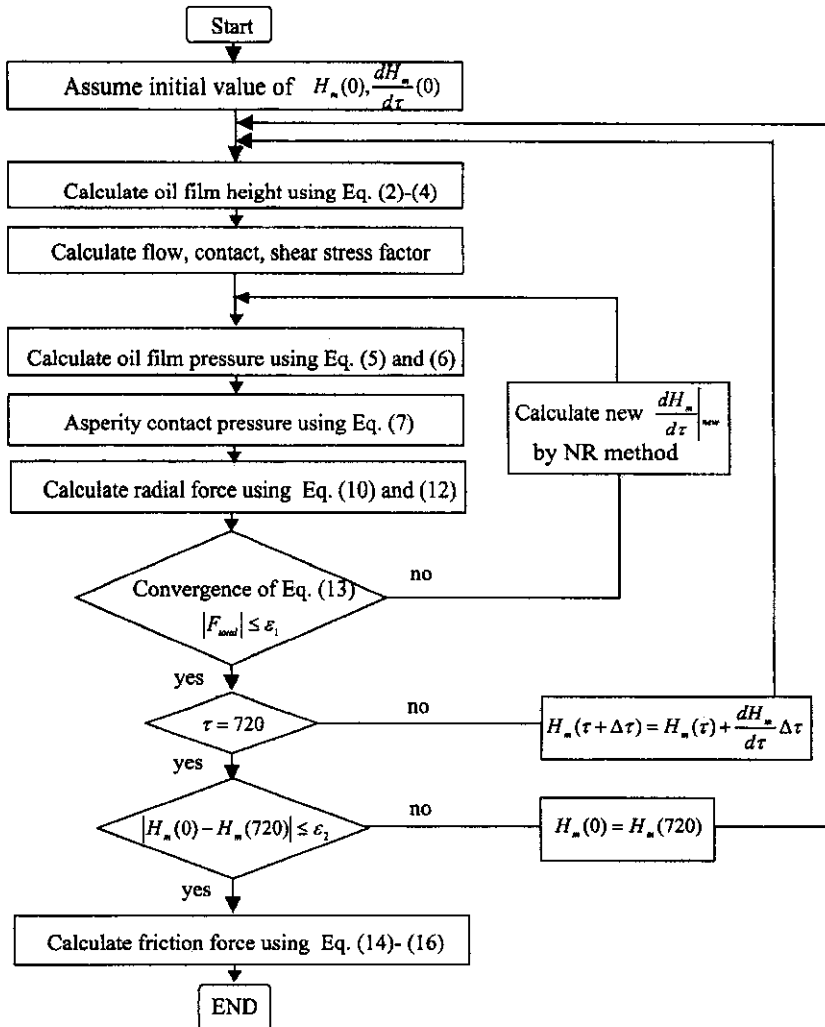 Start
Assume initial value of H_m(0), dH_m/dτ (0)
Calculate oil film height using Eq. (2)-(4)
Calculate flow, contact, shear stress factor
Calculate oil film pressure using Eq. (5) and (6)
Asperity contact pressure using Eq. (7)
Calculate radial force using Eq. (10) and (12)
Calculate new dH_m/dτ|_new
by NR method
Convergence of Eq. (13)
|F_total| ≤ ε_1
no
yes
τ = 720
no
H_m(τ+Δτ) = H_m(τ) + dH_m/dτ Δτ
yes
|H_m(0) − H_m(720)| ≤ ε_2
no
H_m(0) = H_m(720)
yes
Calculate friction force using Eq. (14)- (16)
END